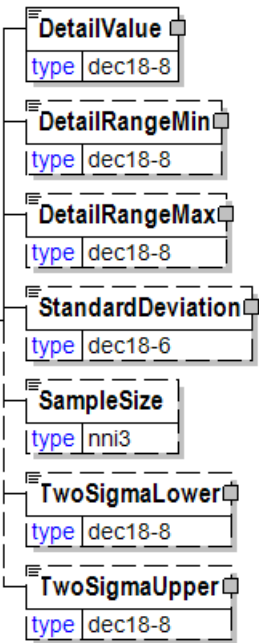 DetailValue
type dec18-8
DetailRangeMin
type dec18-8
DetailRangeMax
type dec18-8
StandardDeviation
type dec18-6
SampleSize
type nni3
TwoSigmaLower
type dec18-8
TwoSigmaUpper
type dec18-8